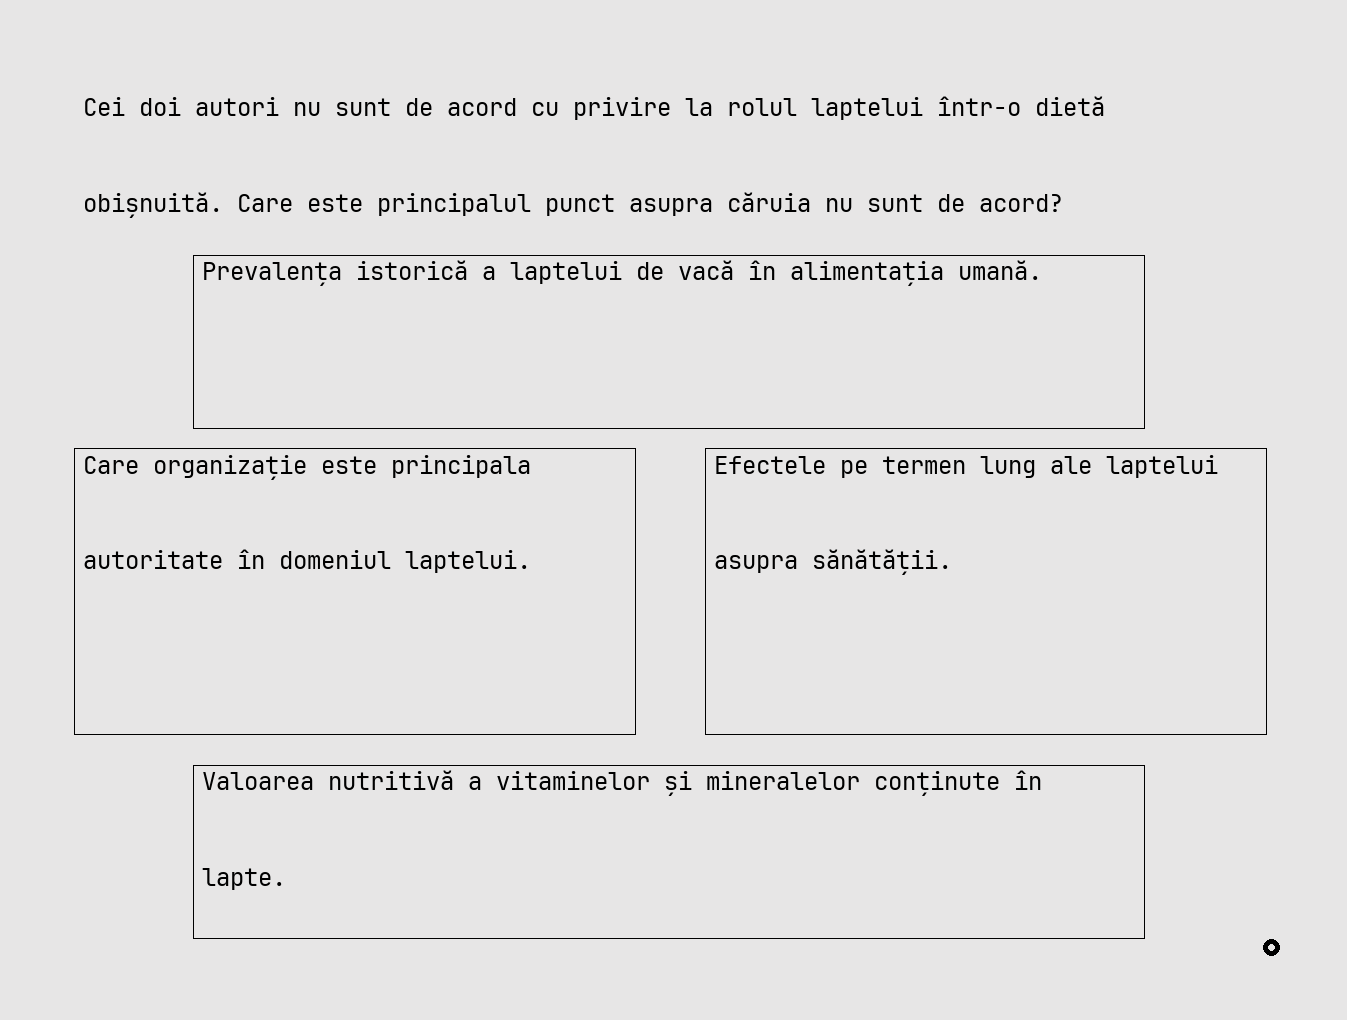 Cei doi autori nu sunt de acord cu privire la rolul laptelui într-o dietă
obișnuită. Care este principalul punct asupra căruia nu sunt de acord?
Prevalența istorică a laptelui de vacă în alimentația umană.
Care organizație este principala
autoritate în domeniul laptelui.
Efectele pe termen lung ale laptelui
asupra sănătății.
Valoarea nutritivă a vitaminelor și mineralelor conținute în
lapte.